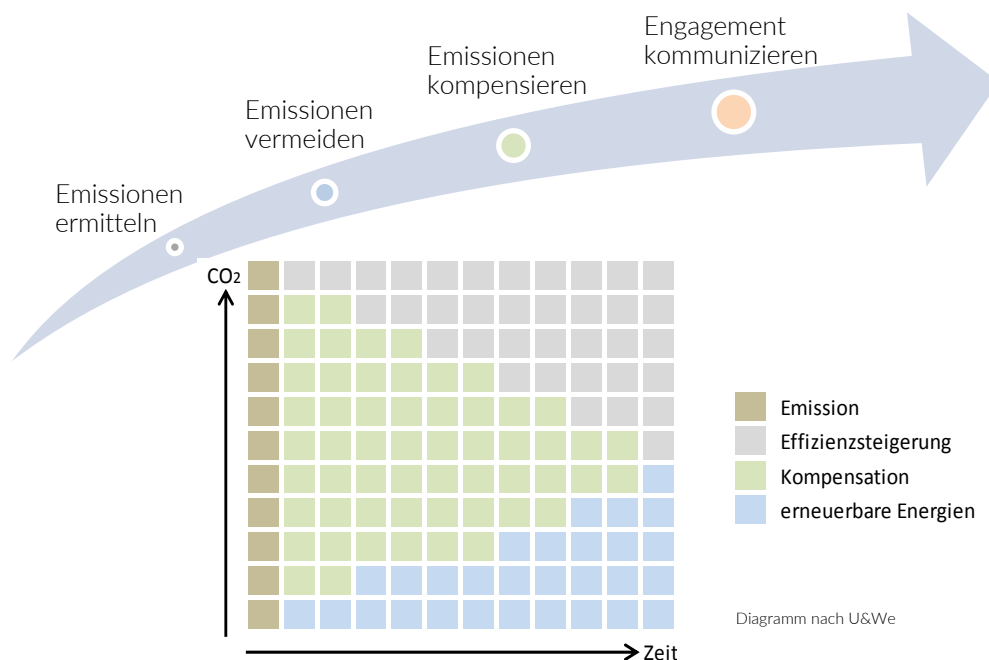 Engagement
kommunizieren
Emissionen
kompensieren
Emissionen
vermeiden
Emissionen
ermitteln
CO2
Emission
Effizienzsteigerung
Kompensation
erneuerbare Energien
Diagramm nach U&We
Zeit